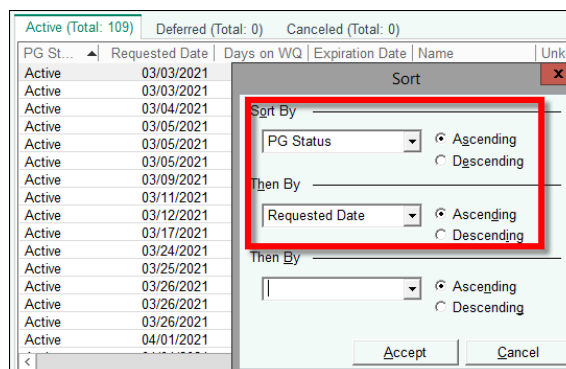 Active (Total: 109) Deferred (Total: 0) Canceled (Total: 0)
PG St... Requested Date Days on WQ Expiration Date Name Unk
Active 03/03/2021
Active 03/03/2021
Active 03/04/2021
Active 03/05/2021
Active 03/05/2021
Active 03/05/2021
Active 03/09/2021
Active 03/11/2021
Active 03/12/2021
Active 03/17/2021
Active 03/24/2021
Active 03/25/2021
Active 03/26/2021
Active 03/26/2021
Active 03/26/2021
Active 04/01/2021
Sort x
Sort By
PG Status Ascending
Descending
Then By
Requested Date Ascending
Descending
Then By
Ascending
Descending
Accept Cancel